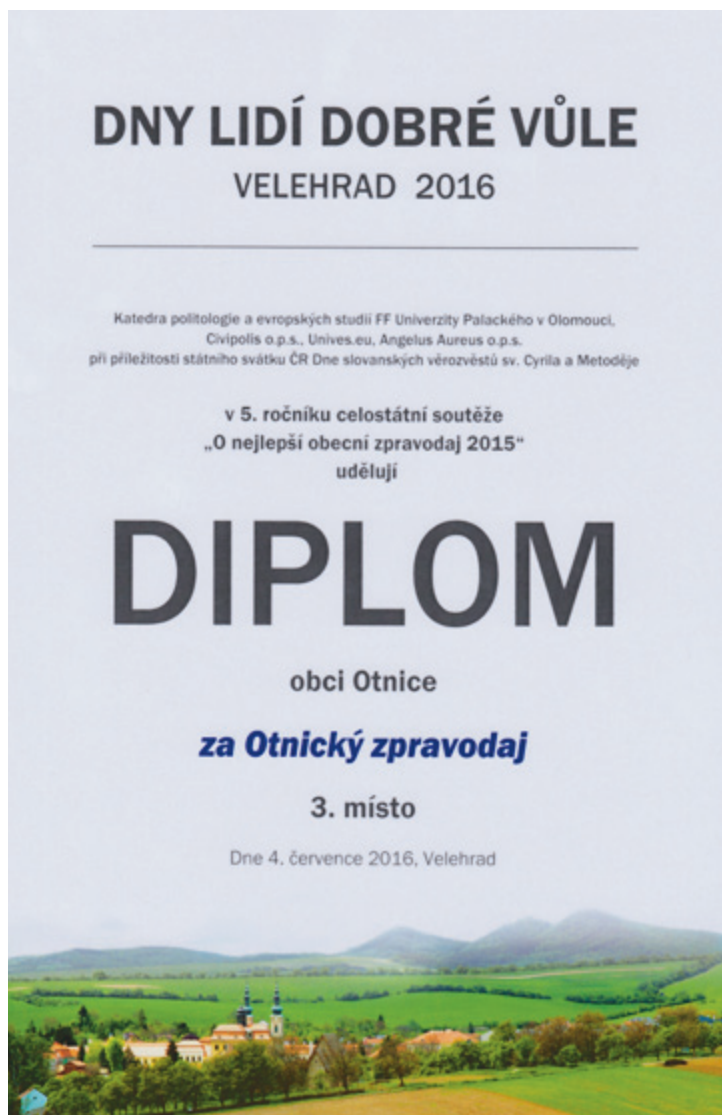 DNY LIDÍ DOBRÉ VŮLE
VELEHRAD 2016
Katedra politologie a evropských studií FF Univerzity Palackého v Olomouci,
Civipolis o.p.s., Unives.eu, Angelus Aureus o.p.s.
při příležitosti státního svátku ČR Dne slovanských věrozvěstů sv. Cyrila a Metoděje
v 5. ročníku celostátní soutěže
„O nejlepší obecní zpravodaj 2015“
udělují
DIPLOM
obci Otnice
za Otnický zpravodaj
3. místo
Dne 4. července 2016, Velehrad